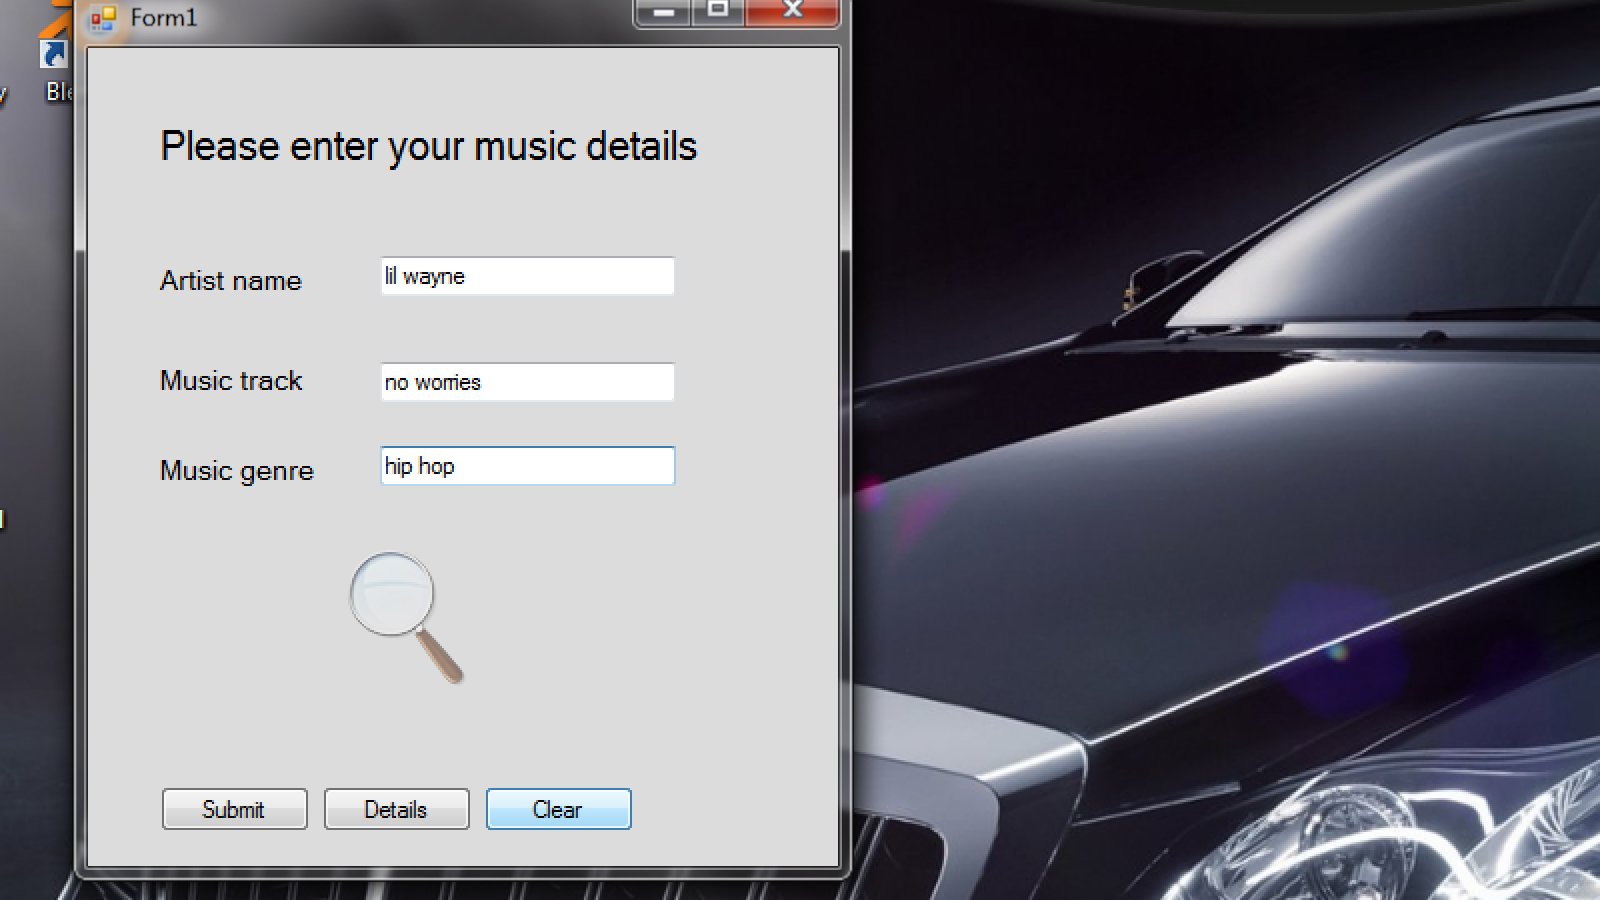 Form1
Please enter your music details
Artist name
lil wayne
Music track
no worries
Music genre
hip hop
Submit
Details
Clear